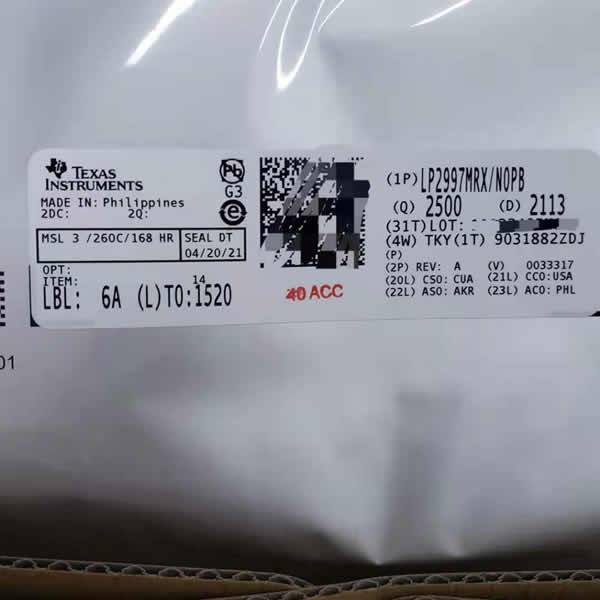 TEXAS
INSTRUMENTS
MADE IN: Philippines
2DC: 2Q:
MSL 3 /260C/168 HR
SEAL DT
04/20/21
OPT:
ITEM: 14
LBL: 6A (L)TO:1520
Pb
G3
e
40 ACC
(1P) LP2997MRX/NOPB
(Q) 2500 (D) 2113
(31T) LOT:
(4W) TKY(1T) 9031882ZDJ
(P)
(2P) REV: A (V) 0033317
(20L) CSO: CUA (21L) CCO:USA
(22L) ASO: AKR (23L) ACO: PHL
01